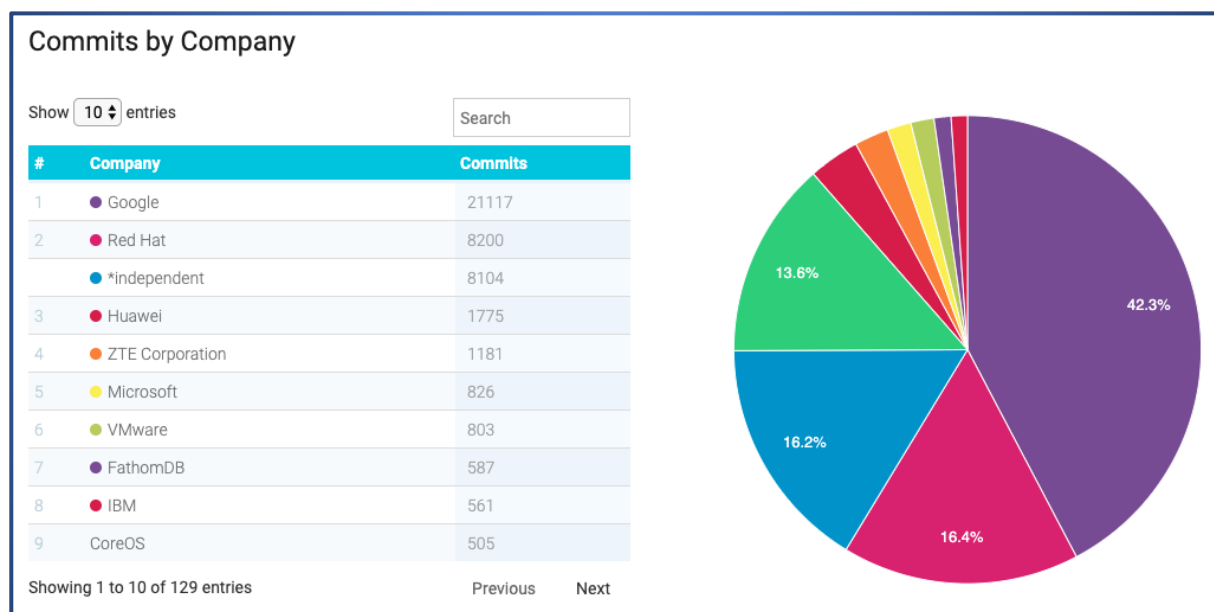 Commits by Company
Show 10 entries
Search
# Company Commits
1 Google 21117
2 Red Hat 8200
*independent 8104
3 Huawei 1775
4 ZTE Corporation 1181
5 Microsoft 826
6 VMware 803
7 FathomDB 587
8 IBM 561
9 CoreOS 505
Showing 1 to 10 of 129 entries
Previous Next
13.6%
42.3%
16.2%
16.4%